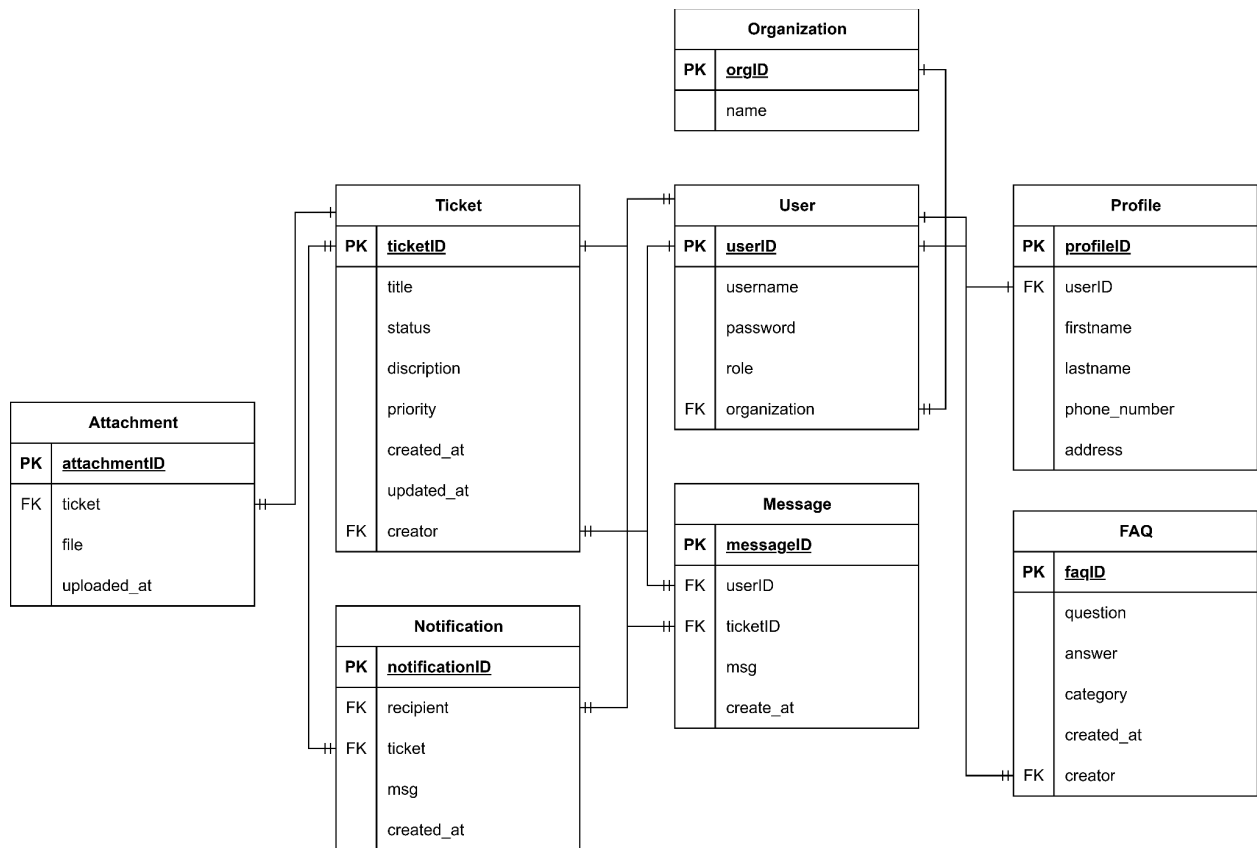 Organization
PK orgID
name
Ticket
PK ticketID
title
status
discription
priority
created_at
updated_at
FK creator
User
PK userID
username
password
role
FK organization
Profile
PK profileID
FK userID
firstname
lastname
phone_number
address
Attachment
PK attachmentID
FK ticket
file
uploaded_at
Message
PK messageID
FK userID
FK ticketID
msg
create_at
FAQ
PK faqID
question
answer
category
created_at
FK creator
Notification
PK notificationID
FK recipient
FK ticket
msg
created_at